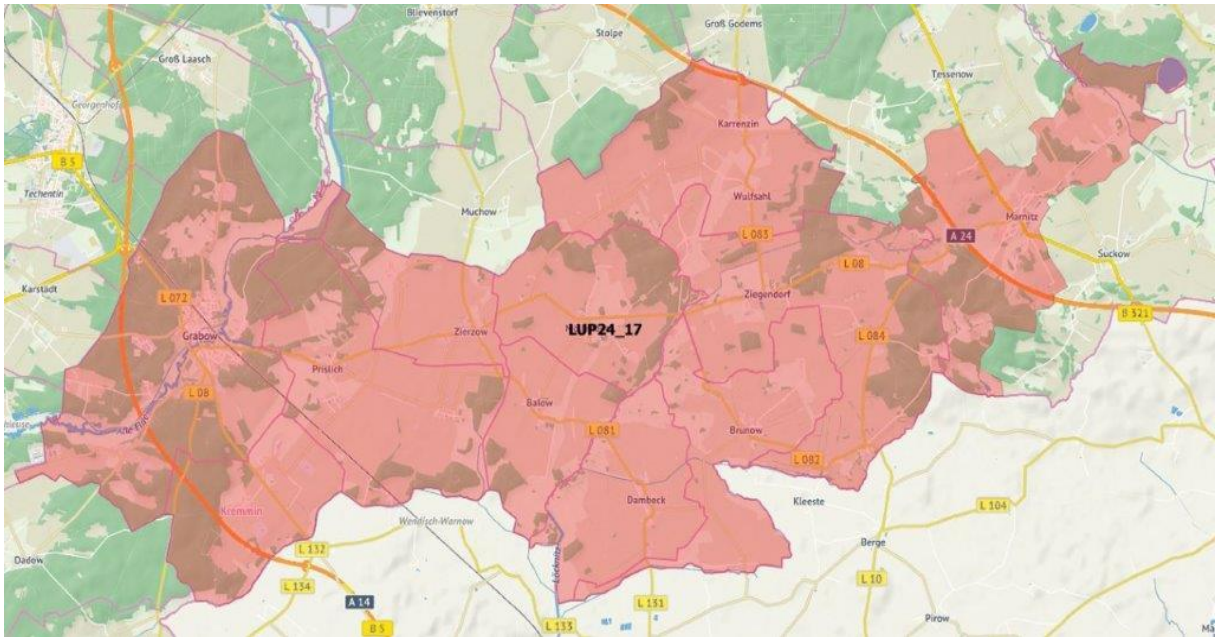 Blievenstorf
Groß Godems
Stolpe
Groß Laasch
Tessenow
Georgenhof
Karrenzin
B 5
Techentin
Wulfsahl
Muchow
Marnitz
L 083
A 24
Suckow
Karstadt
L 08
L 072
Ziegendorf
B 321
Zierzow
LUP24_17
Grabow
L 084
Prislich
L 08
Balow
L 081
Brunow
L 082
Dambeck
Kleeste
Kremmin
L 104
Wendisch-Warnow
Berge
L 132
Dadow
Löcknitz
L 134
L 10
A 14
L 131
Pirow
B 5
L 133